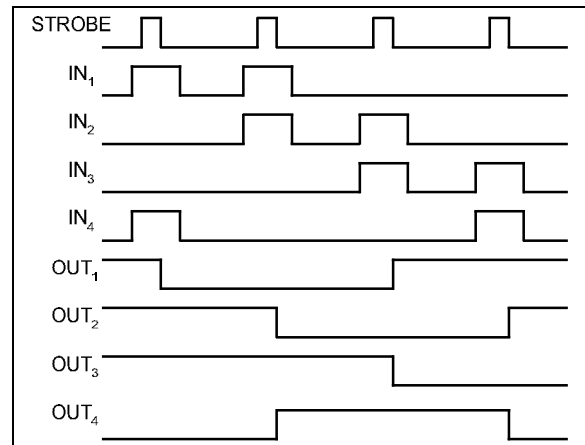 STROBE
IN₁
IN₂
IN₃
IN₄
OUT₁
OUT₂
OUT₃
OUT₄